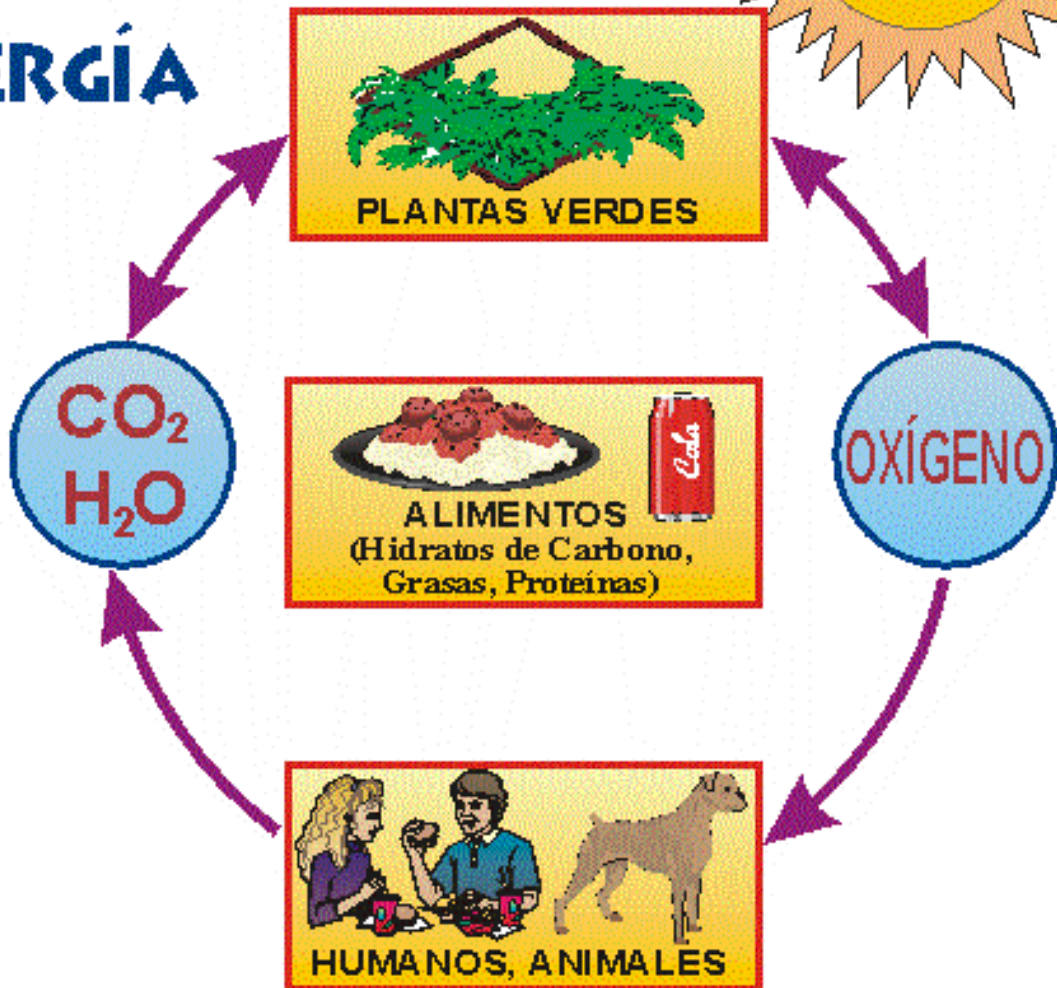 ERGÍA
PLANTAS VERDES
CO₂
H₂O
Cola
ALIMENTOS
(Hidratos de Carbono,
Grasas, Proteínas)
OXÍGENO
HUMANOS, ANIMALES